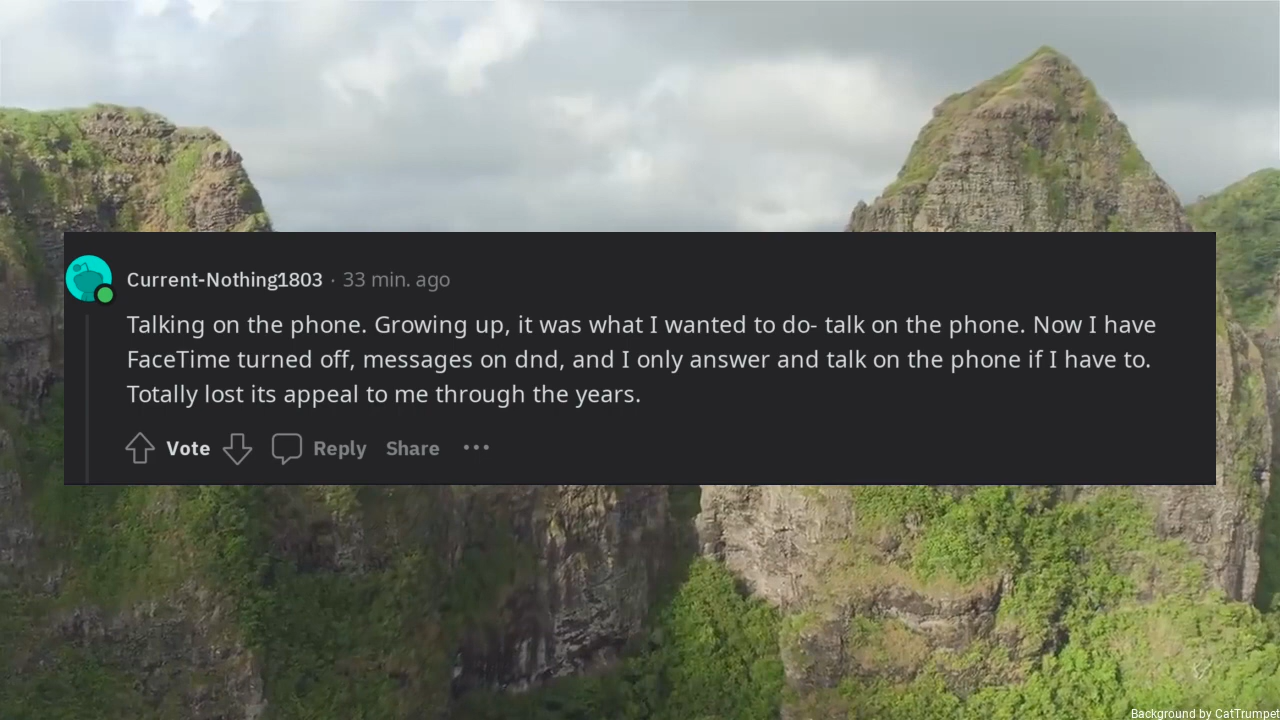 Current-Nothing1803 · 33 min. ago
Talking on the phone. Growing up, it was what I wanted to do- talk on the phone. Now I have
FaceTime turned off, messages on dnd, and I only answer and talk on the phone if I have to.
Totally lost its appeal to me through the years.
Vote Reply Share ···
Background by CatTrumpet